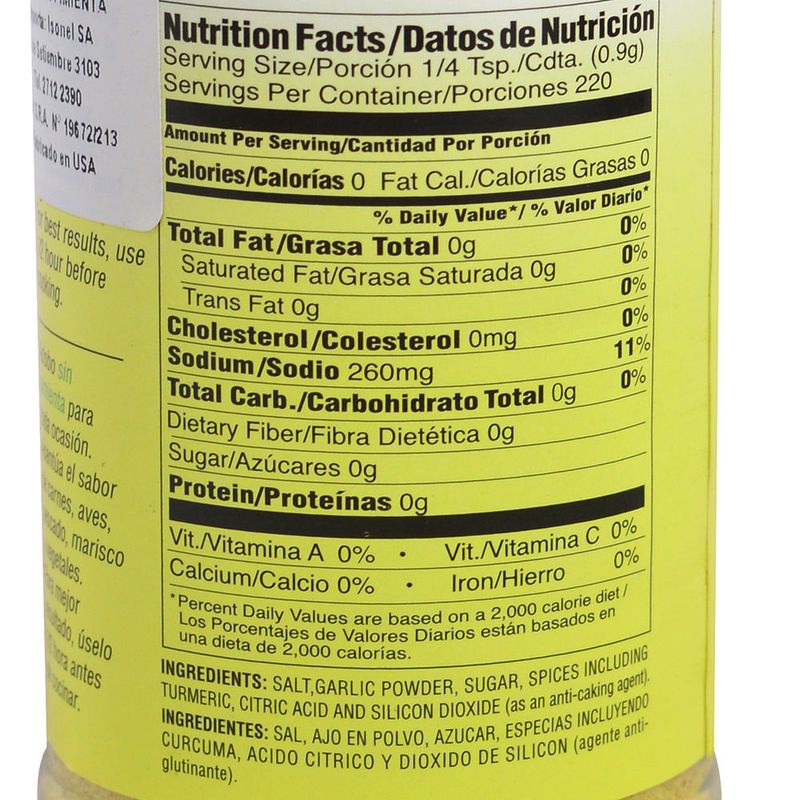 PIMIENTA
Isonel SA
Setiembre 3103
Tel 2712 2390
Nº 19672/213
en USA
best results, use
hour before
Nutrition Facts/Datos de Nutrición
Serving Size/Porción 1/4 Tsp./Cdta. (0.9g)
Servings Per Container/Porciones 220
Amount Per Serving/Cantidad Por Porción
Calories/Calorías 0 Fat Cal./Calorías Grasas 0
% Daily Value*/ % Valor Diario*
Total Fat/Grasa Total 0g 0%
Saturated Fat/Grasa Saturada 0g 0%
Trans Fat 0g 0%
Cholesterol/Colesterol 0mg 0%
Sodium/Sodio 260mg 11%
Total Carb./Carbohidrato Total 0g 0%
Dietary Fiber/Fibra Dietética 0g
Sugar/Azúcares 0g
Protein/Proteínas 0g
Vit./Vitamina A 0% • Vit./Vitamina C 0%
Calcium/Calcio 0% • Iron/Hierro 0%
*Percent Daily Values are based on a 2,000 calorie diet /
Los Porcentajes de Valores Diarios están basados en
una dieta de 2,000 calorías.
INGREDIENTS: SALT,GARLIC POWDER, SUGAR, SPICES INCLUDING
TURMERIC, CITRIC ACID AND SILICON DIOXIDE (as an anti-caking agent).
INGREDIENTES: SAL, AJO EN POLVO, AZUCAR, ESPECIAS INCLUYENDO
CURCUMA, ACIDO CITRICO Y DIOXIDO DE SILICON (agente anti-
glutinante).
sin
para
ocasión.
el sabor
carnes, aves,
marisco
mejor
úselo
hora antes